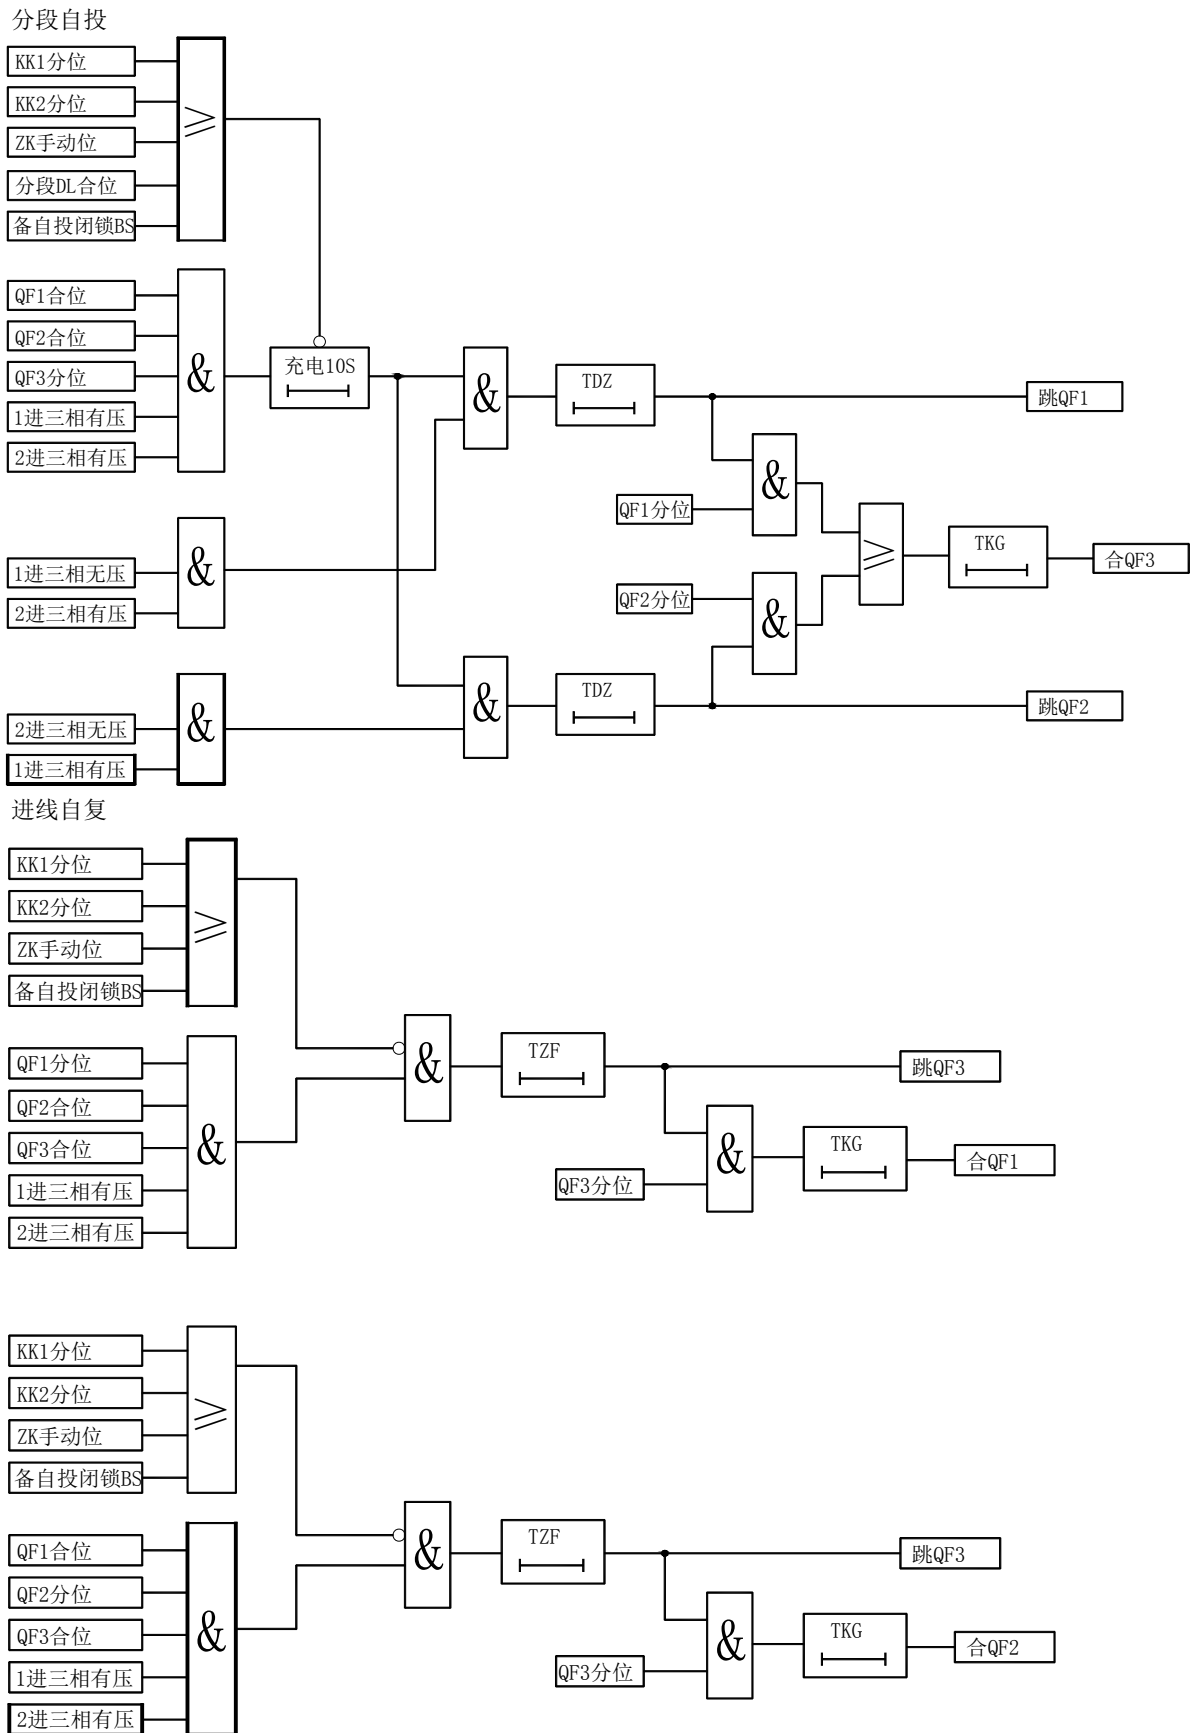 分段自投
KK1分位
KK2分位
ZK手动位
分段DL合位
备自投闭锁BS
≥
QF1合位
QF2合位
QF3分位
1进三相有压
2进三相有压
&
充电10S
&
TDZ
跳QF1
QF1分位
&
1进三相无压
2进三相有压
&
≥
TKG
合QF3
QF2分位
&
2进三相无压
1进三相有压
&
&
TDZ
跳QF2
进线自复
KK1分位
KK2分位
ZK手动位
备自投闭锁BS
≥
QF1分位
QF2合位
QF3合位
1进三相有压
2进三相有压
&
&
TZF
跳QF3
QF3分位
&
TKG
合QF1
KK1分位
KK2分位
ZK手动位
备自投闭锁BS
≥
QF1合位
QF2分位
QF3合位
1进三相有压
2进三相有压
&
&
TZF
跳QF3
QF3分位
&
TKG
合QF2